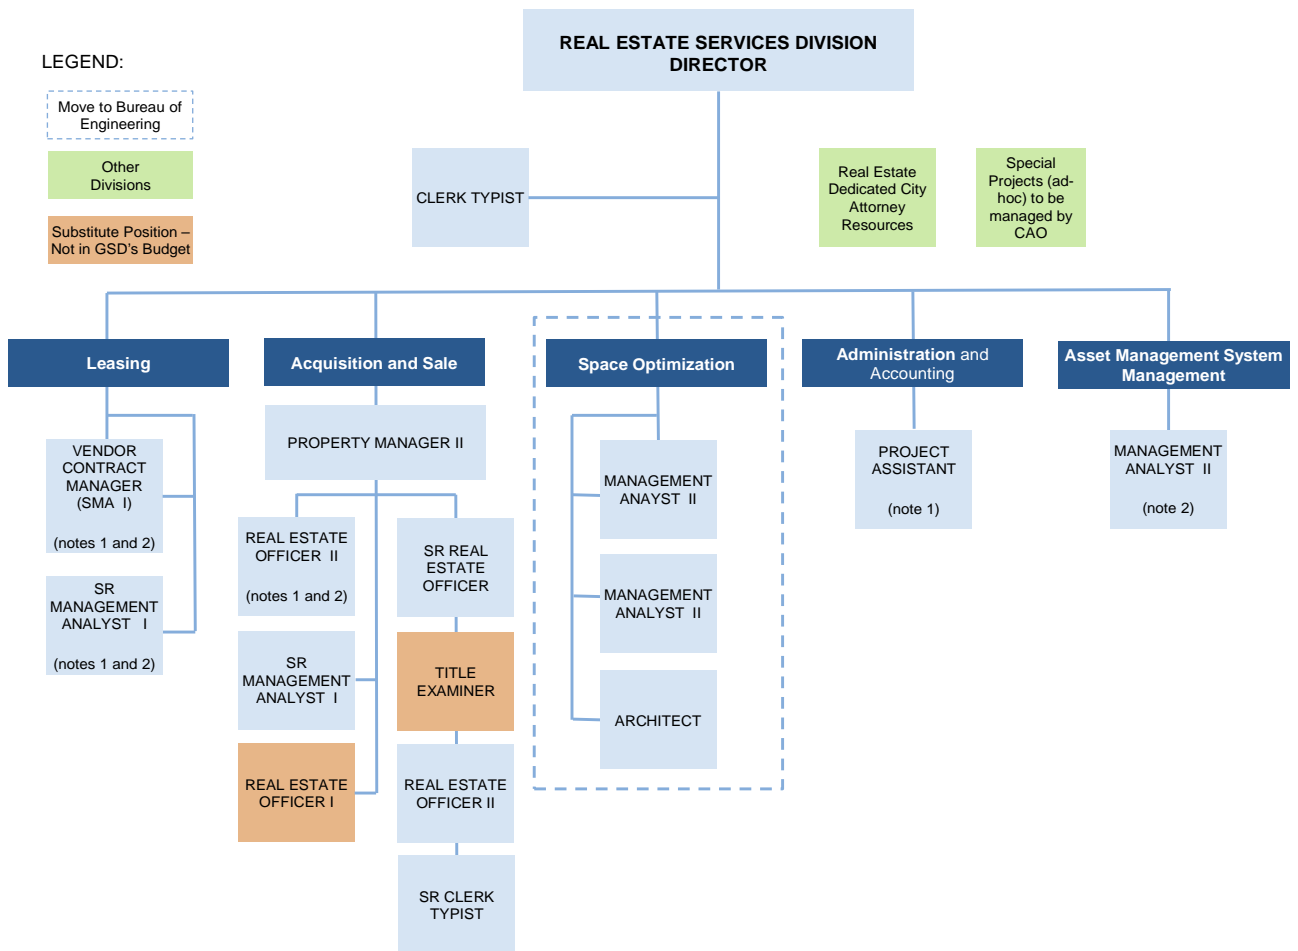 REAL ESTATE SERVICES DIVISION
DIRECTOR
LEGEND:
Move to Bureau of
Engineering
Other
Divisions
Substitute Position –
Not in GSD's Budget
CLERK TYPIST
Real Estate
Dedicated City
Attorney
Resources
Special
Projects (ad-
hoc) to be
managed by
CAO
Leasing
Acquisition and Sale
Space Optimization
Administration and
Accounting
Asset Management System
Management
VENDOR
CONTRACT
MANAGER
(SMA I)
(notes 1 and 2)
SR
MANAGEMENT
ANALYST I
(notes 1 and 2)
PROPERTY MANAGER II
REAL ESTATE
OFFICER II
(notes 1 and 2)
SR
MANAGEMENT
ANALYST I
REAL ESTATE
OFFICER I
SR REAL
ESTATE
OFFICER
TITLE
EXAMINER
REAL ESTATE
OFFICER II
SR CLERK
TYPIST
MANAGEMENT
ANAYST II
MANAGEMENT
ANALYST II
ARCHITECT
PROJECT
ASSISTANT
(note 1)
MANAGEMENT
ANALYST II
(note 2)